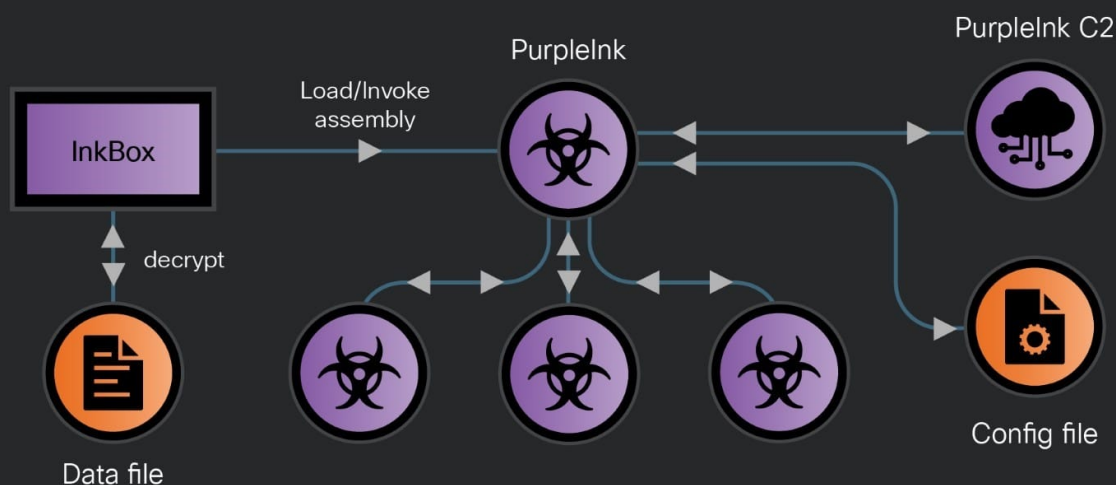 PurpleInk C2
PurpleInk
Load/Invoke
assembly
InkBox
decrypt
Data file
Config file